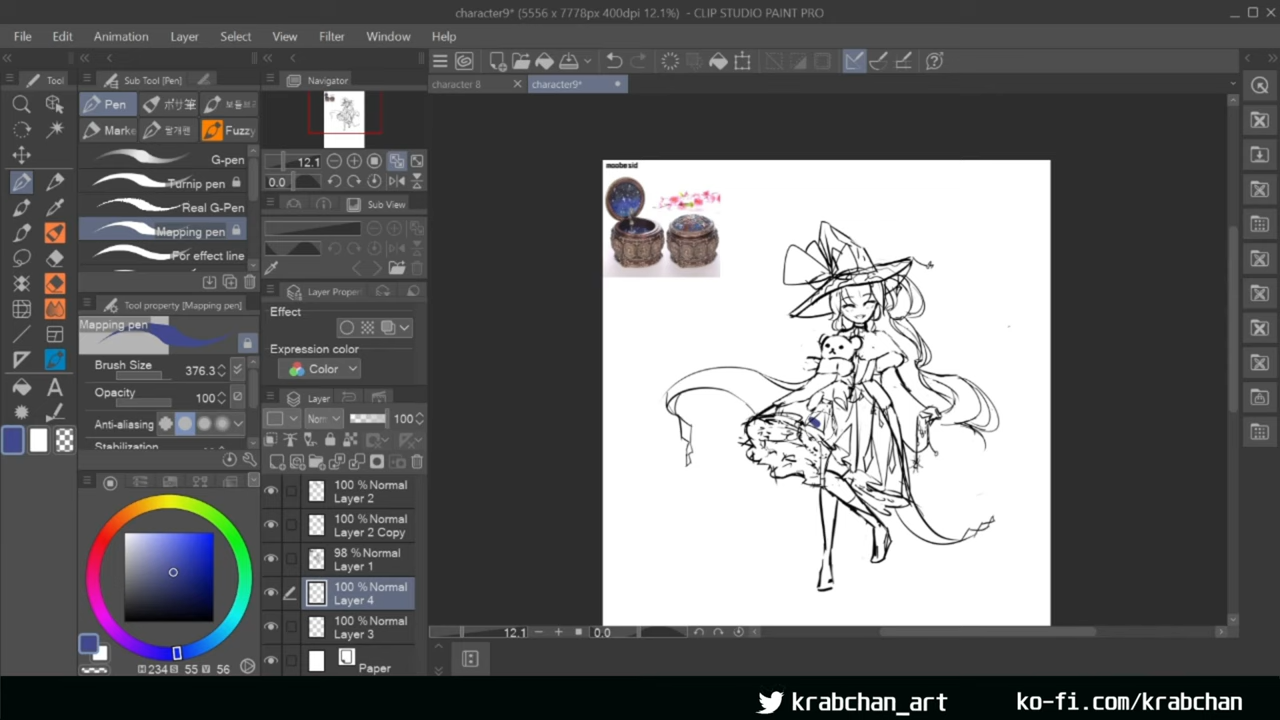 character9* (5556 x 7778px 400dpi 12.1%) - CLIP STUDIO PAINT PRO
File Edit Animation Layer Select View Filter Window Help
Tool
Sub Tool [Pen]
Navigator
character 8
character9*
Pen
ポサ筆
Marke
Fuzzy
G-pen
Turnip pen
Real G-Pen
Mapping pen
For effect line
12.1
0.0
Sub View
Layer Proper
Effect
Expression color
Color
Tool property [Mapping pen]
Mapping pen
Brush Size
376.3
Opacity
100
Anti-aliasing
Stabilization
Layer
Norm
100
100 % Normal
Layer 2
100 % Normal
Layer 2 Copy
98 % Normal
Layer 1
100 % Normal
Layer 4
100 % Normal
Layer 3
Paper
H 234 S 55 V 56
12.1
0.0
krabchan_art
ko-fi.com/krabchan